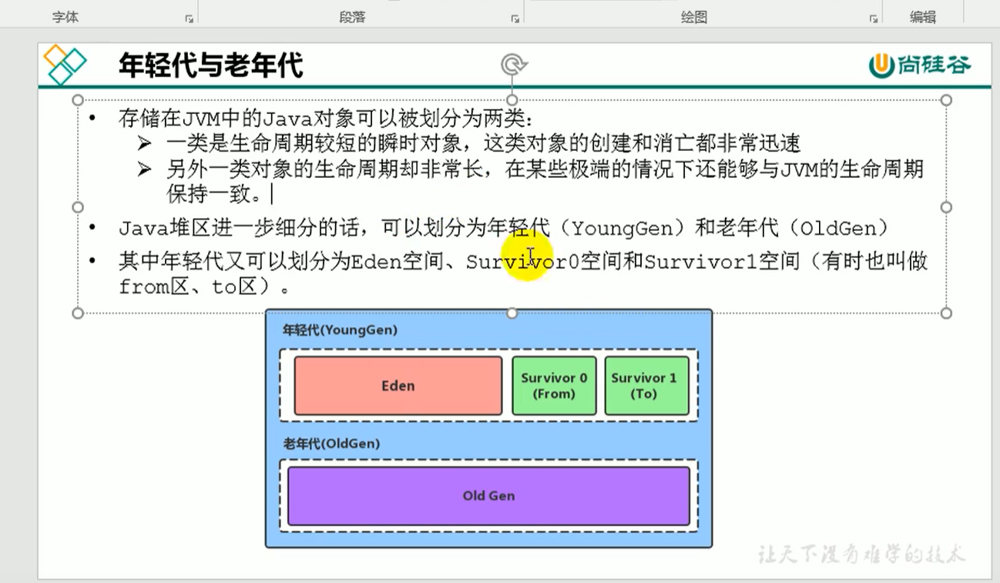 字体 段落 绘图 编辑
年轻代与老年代
尚硅谷
• 存储在JVM中的Java对象可以被划分为两类:
➢ 一类是生命周期较短的瞬时对象，这类对象的创建和消亡都非常迅速
➢ 另外一类对象的生命周期却非常长，在某些极端的情况下还能够与JVM的生命周期
保持一致。
• Java堆区进一步细分的话，可以划分为年轻代（YoungGen）和老年代（OldGen）
• 其中年轻代又可以划分为Eden空间、Survivor0空间和Survivor1空间（有时也叫做
from区、to区）。
年轻代(YoungGen)
Eden
Survivor 0
(From)
Survivor 1
(To)
老年代(OldGen)
Old Gen
让天下没有难学的技术